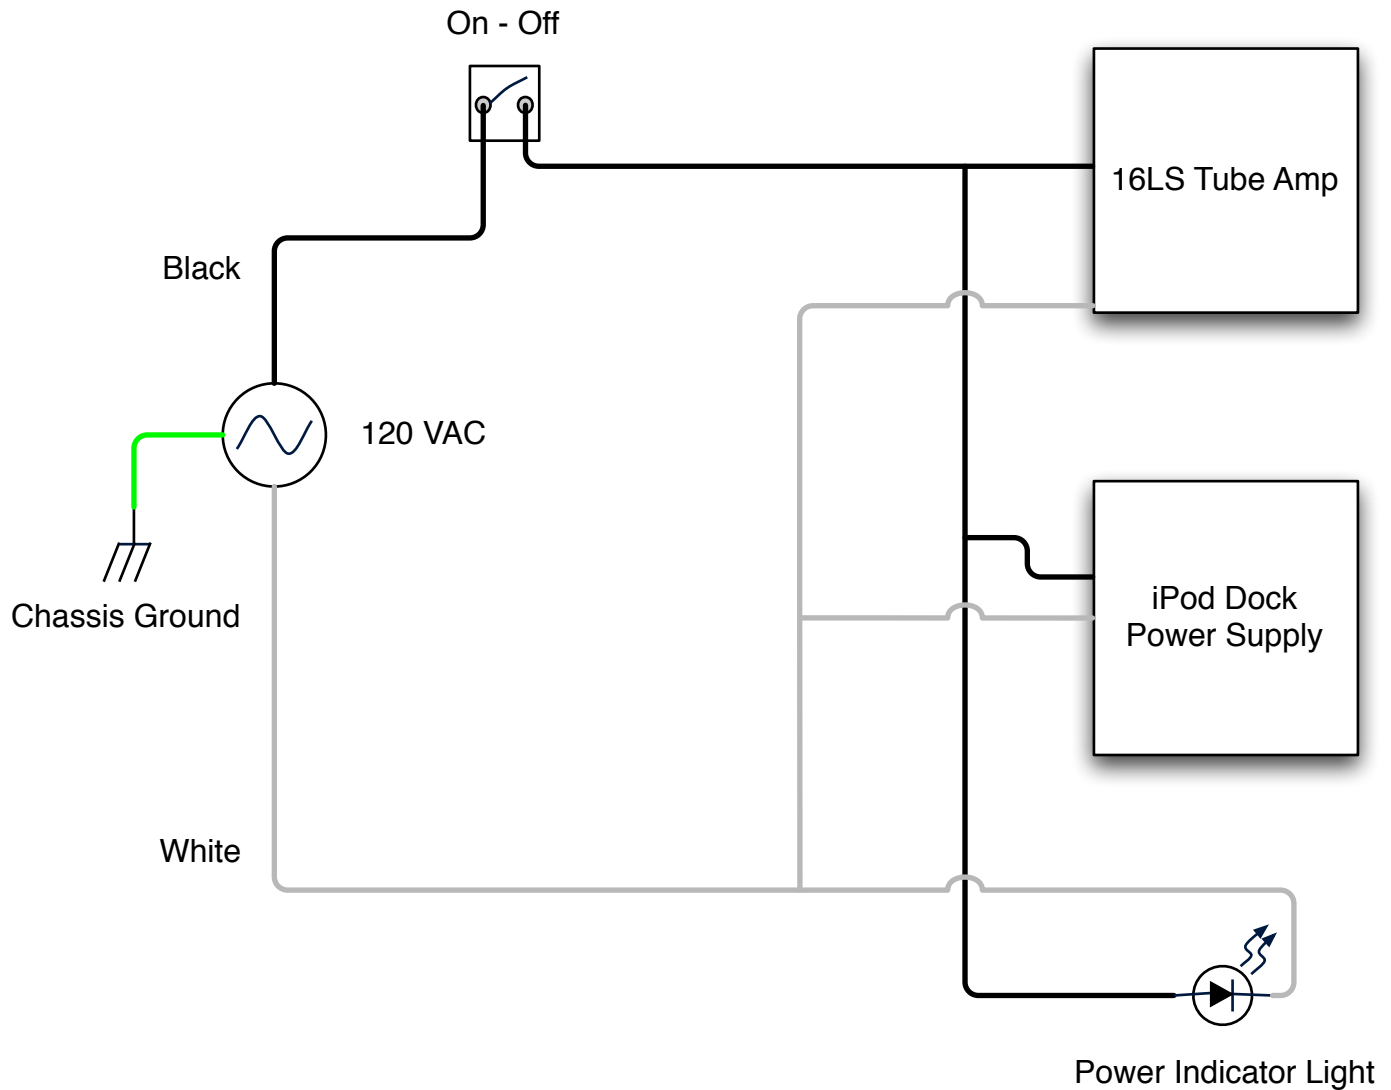 On - Off
16LS Tube Amp
Black
120 VAC
Chassis Ground
iPod Dock
Power Supply
White
Power Indicator Light